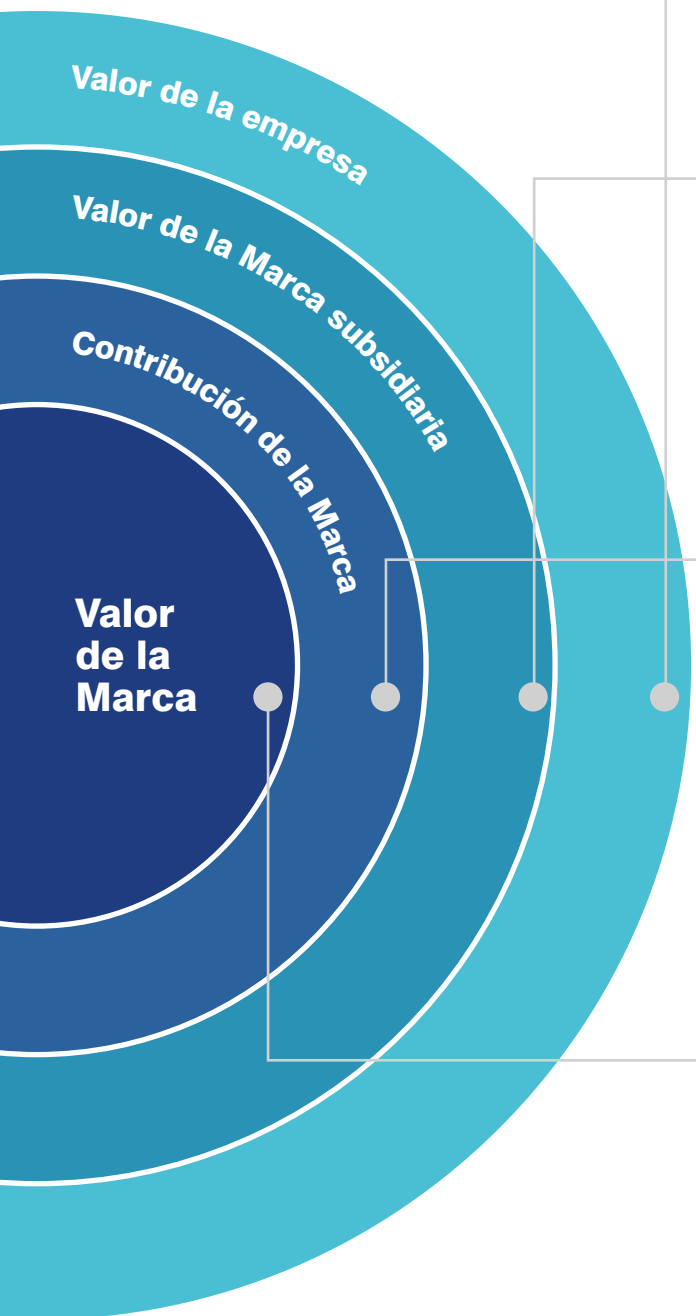 Valor de la empresa
Valor de la Marca subsidiaria
Contribución de la Marca
Valor
de la
Marca